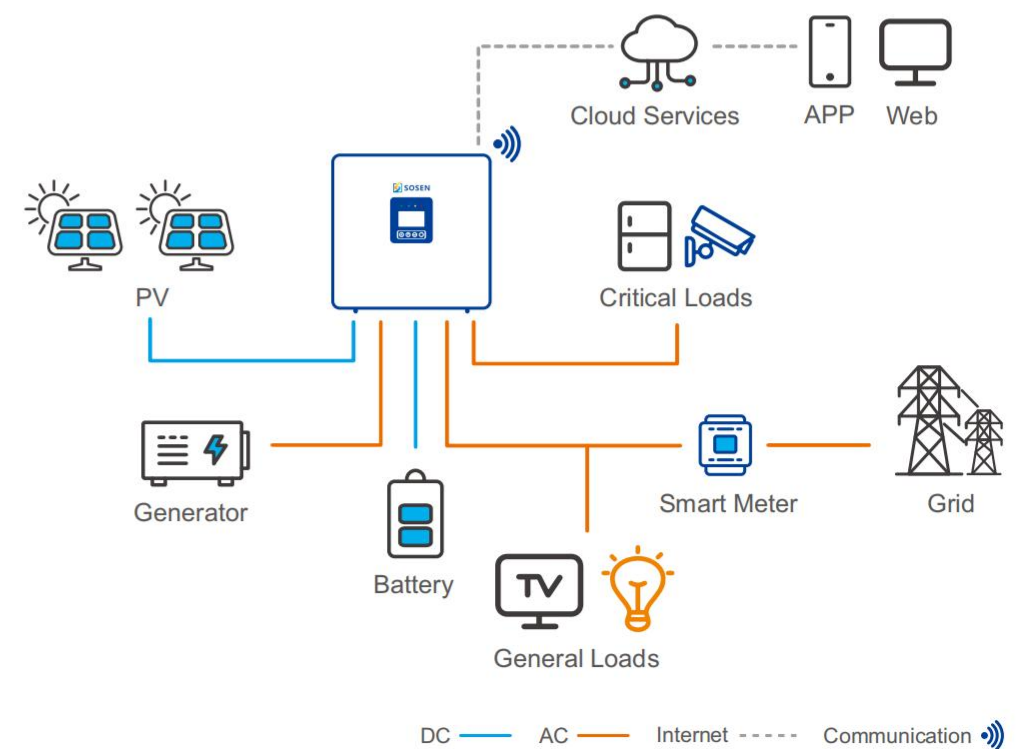 Cloud Services
APP
Web
SOSEN
PV
Critical Loads
Generator
Battery
Smart Meter
Grid
TV
General Loads
DC
AC
Internet
Communication